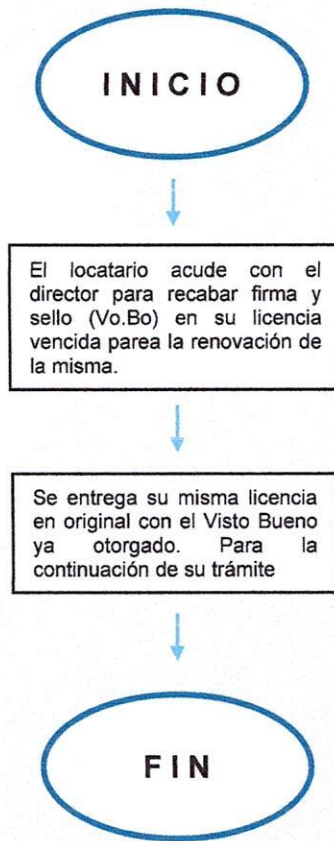 INICIO
El locatario acude con el
director para recabar firma y
sello (Vo.Bo) en su licencia
vencida parea la renovación de
la misma.
Se entrega su misma licencia
en original con el Visto Bueno
ya otorgado. Para la
continuación de su trámite
FIN